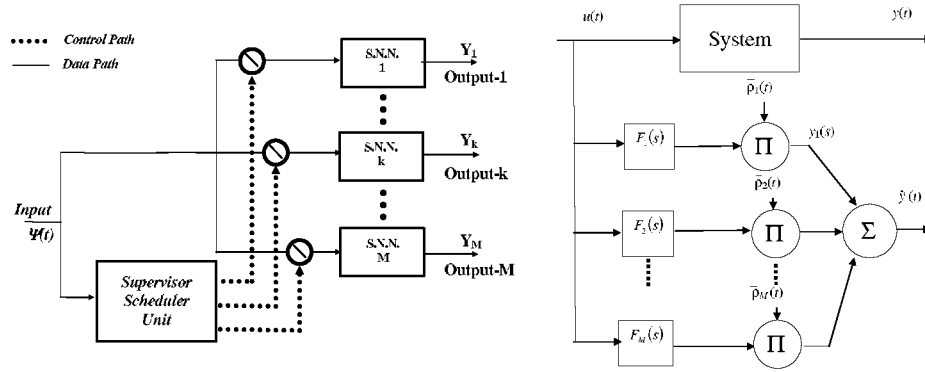 Control Path
Data Path
S.N.N.
1
Y1
Output-1
S.N.N.
k
Yk
Output-k
Input
Ψ(t)
S.N.N.
M
YM
Output-M
Supervisor
Scheduler
Unit
u(t)
System
y(t)
ρ̅1(t)
F1(s)
Π
y1(s)
ρ̅2(t)
F2(s)
Π
Σ
ŷ(t)
ρ̅M(t)
FM(s)
Π